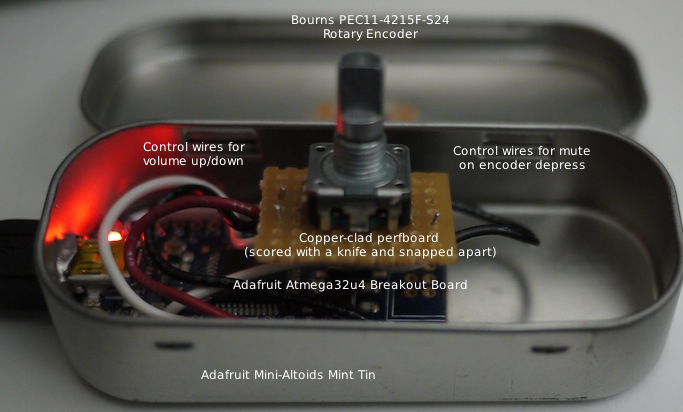 Bourns PEC11-4215F-S24
Rotary Encoder
Control wires for
volume up/down
Control wires for mute
on encoder depress
Copper-clad perfboard
(scored with a knife and snapped apart)
Adafruit Atmega32u4 Breakout Board
Adafruit Mini-Altoids Mint Tin